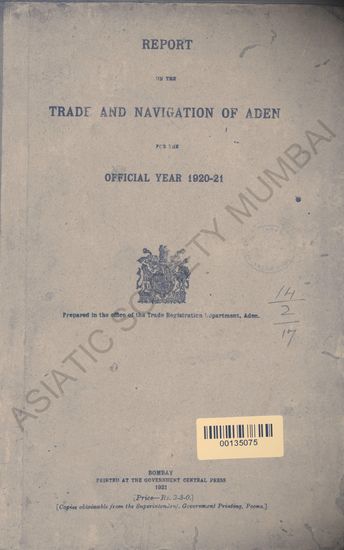 REPORT
ON THE
TRADE AND NAVIGATION OF ADEN
FOR THE
OFFICIAL YEAR 1920-21
Prepared in the office of the Trade Registration Department, Aden.
14
2
17
00135075
BOMBAY
PRINTED AT THE GOVERNMENT CENTRAL PRESS
1921
[Price—Rs. 3-8-0.]
[Copies obtainable from the Superintendent, Government Printing, Poona.]
ASIATIC SOCIETY MUMBAI